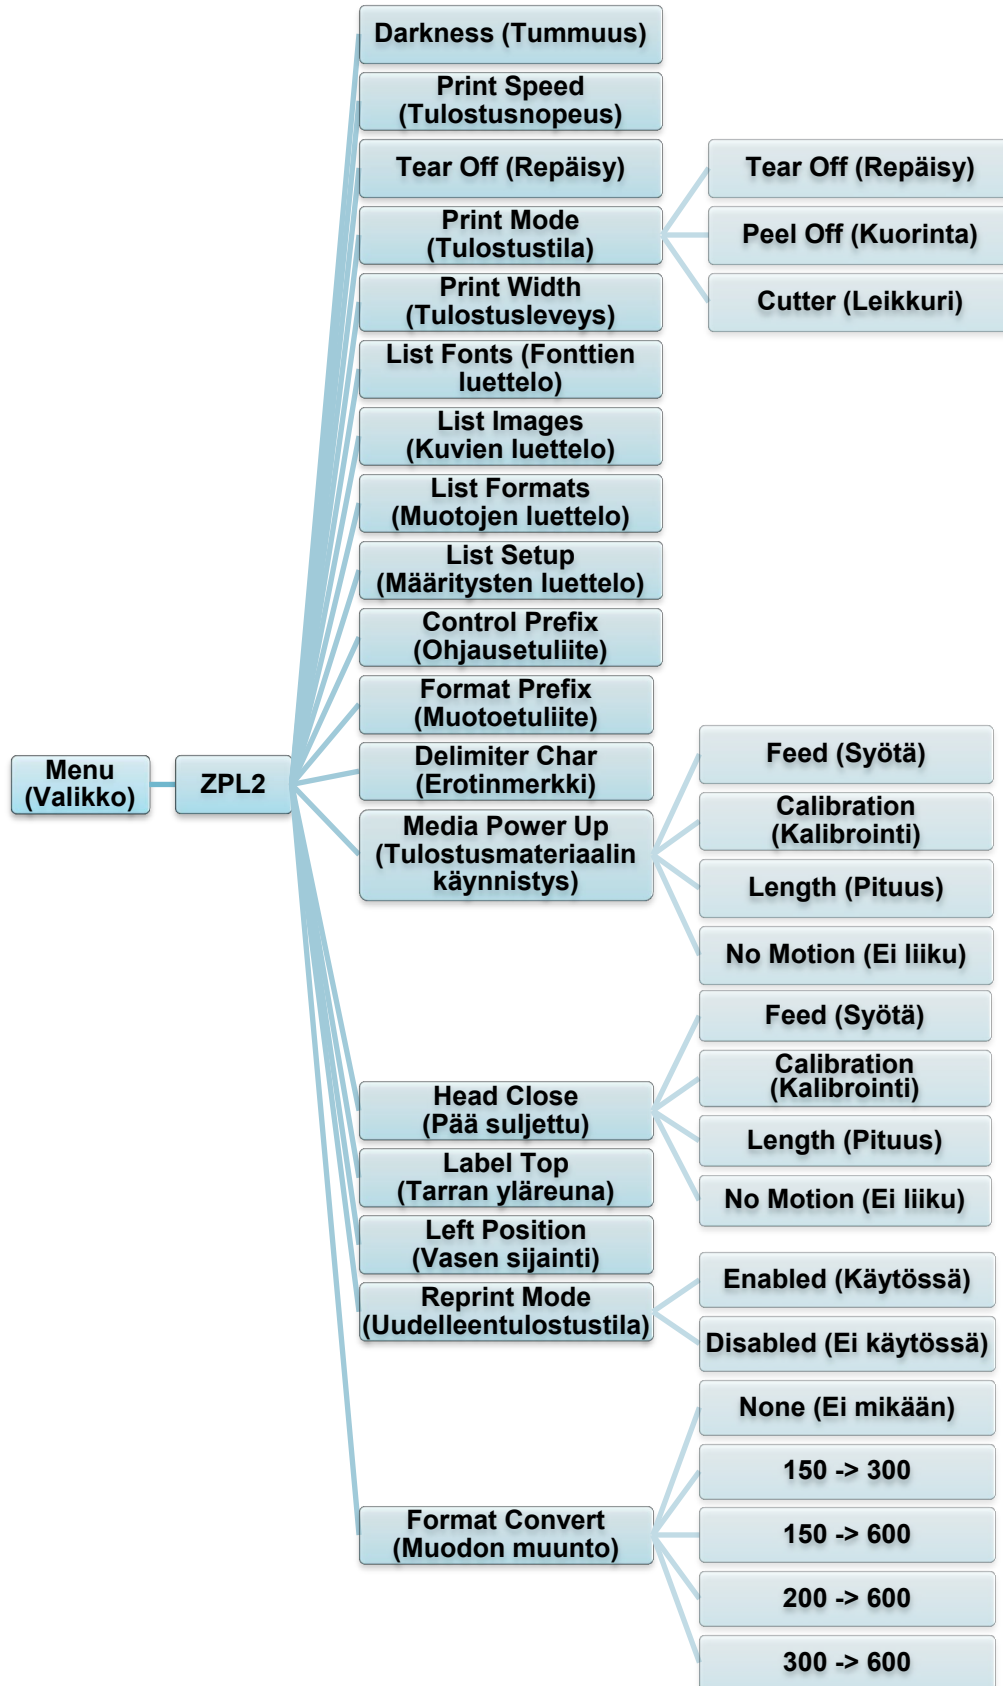 Menu
(Valikko)
ZPL2
Darkness (Tummuus)
Print Speed
(Tulostusnopeus)
Tear Off (Repäisy)
Print Mode
(Tulostustila)
Tear Off (Repäisy)
Peel Off (Kuorinta)
Cutter (Leikkuri)
Print Width
(Tulostusleveys)
List Fonts (Fonttien
luettelo)
List Images
(Kuvien luettelo)
List Formats
(Muotojen luettelo)
List Setup
(Määritysten luettelo)
Control Prefix
(Ohjausetuliite)
Format Prefix
(Muotoetuliite)
Delimiter Char
(Erotinmerkki)
Media Power Up
(Tulostusmateriaalin
käynnistys)
Feed (Syötä)
Calibration
(Kalibrointi)
Length (Pituus)
No Motion (Ei liiku)
Head Close
(Pää suljettu)
Feed (Syötä)
Calibration
(Kalibrointi)
Length (Pituus)
No Motion (Ei liiku)
Label Top
(Tarran yläreuna)
Left Position
(Vasen sijainti)
Reprint Mode
(Uudelleentulostustila)
Enabled (Käytössä)
Disabled (Ei käytössä)
Format Convert
(Muodon muunto)
None (Ei mikään)
150 -> 300
150 -> 600
200 -> 600
300 -> 600